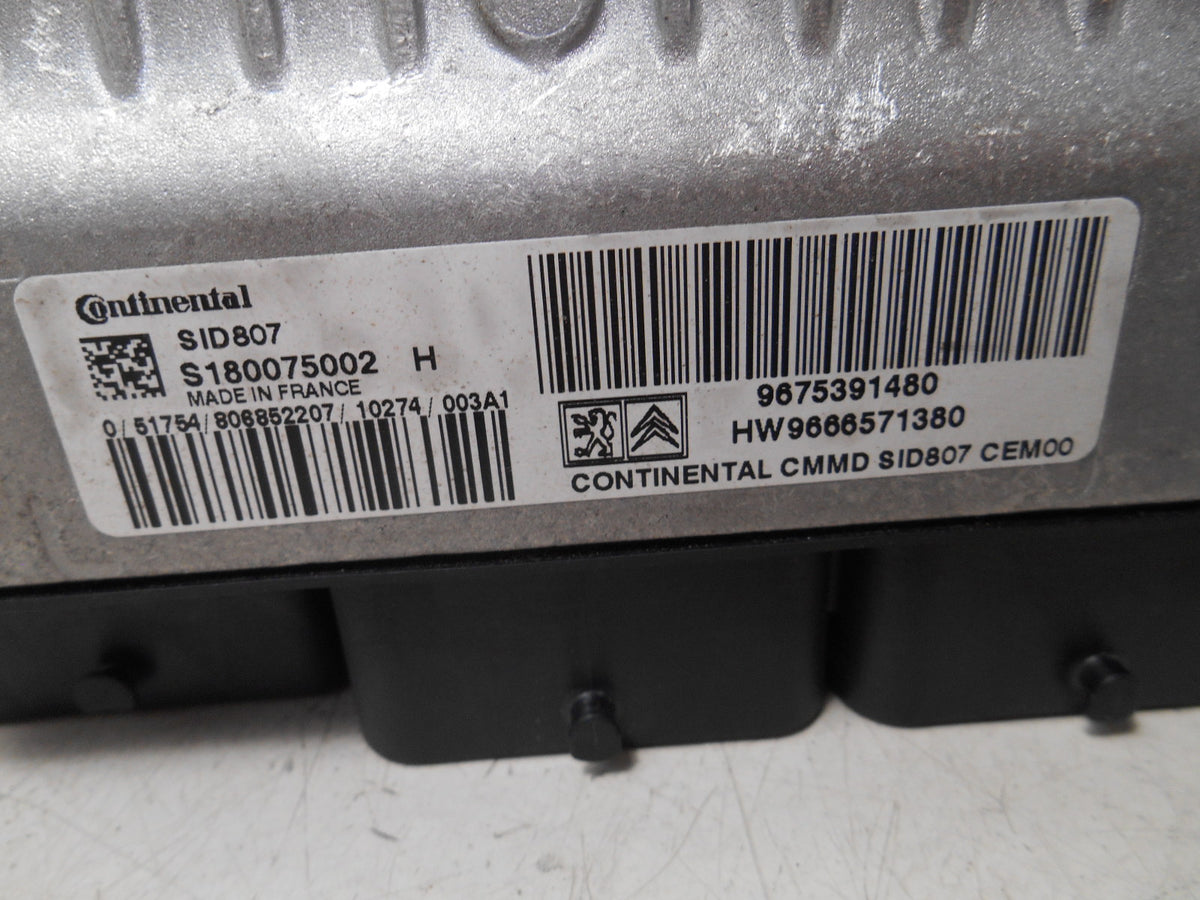 Continental
SID807
S180075002 H
MADE IN FRANCE
0/51754/806852207/10274/003A1
9675391480
HW9666571380
CONTINENTAL CMMD SID807 CEM00